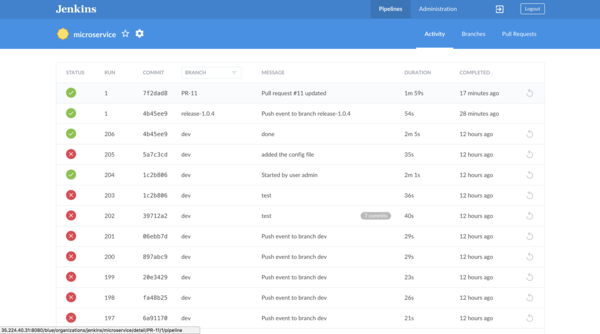 Jenkins Pipelines Administration Logout
microservice Activity Branches Pull Requests
STATUS RUN COMMIT BRANCH MESSAGE DURATION COMPLETED
1 7f2dad8 PR-11 Pull request #11 updated 1m 59s 17 minutes ago
1 4b45ee9 release-1.0.4 Push event to branch release-1.0.4 54s 28 minutes ago
206 4b45ee9 dev done 2m 5s 12 hours ago
205 5a7c3cd dev added the config file 35s 12 hours ago
204 1c2b806 dev Started by user admin 2m 1s 12 hours ago
203 1c2b806 dev test 36s 12 hours ago
202 39712a2 dev test 7 commits 40s 12 hours ago
201 06ebb7d dev Push event to branch dev 29s 12 hours ago
200 897abc9 dev Push event to branch dev 29s 12 hours ago
199 20e3429 dev Push event to branch dev 23s 12 hours ago
198 fa48b25 dev Push event to branch dev 26s 12 hours ago
197 6a91170 dev Push event to branch dev 21s 12 hours ago
35.224.40.31:8080/blue/organizations/jenkins/microservice/detail/PR-11/1/pipeline